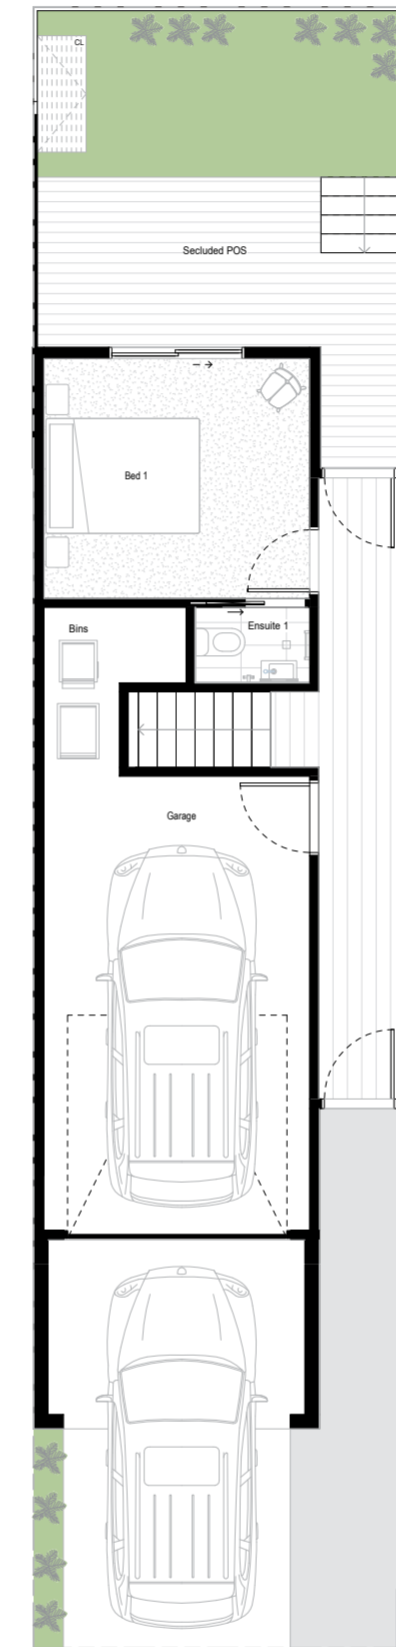 CL
Secluded POS
Bed 1
Ensuite 1
Bins
Garage